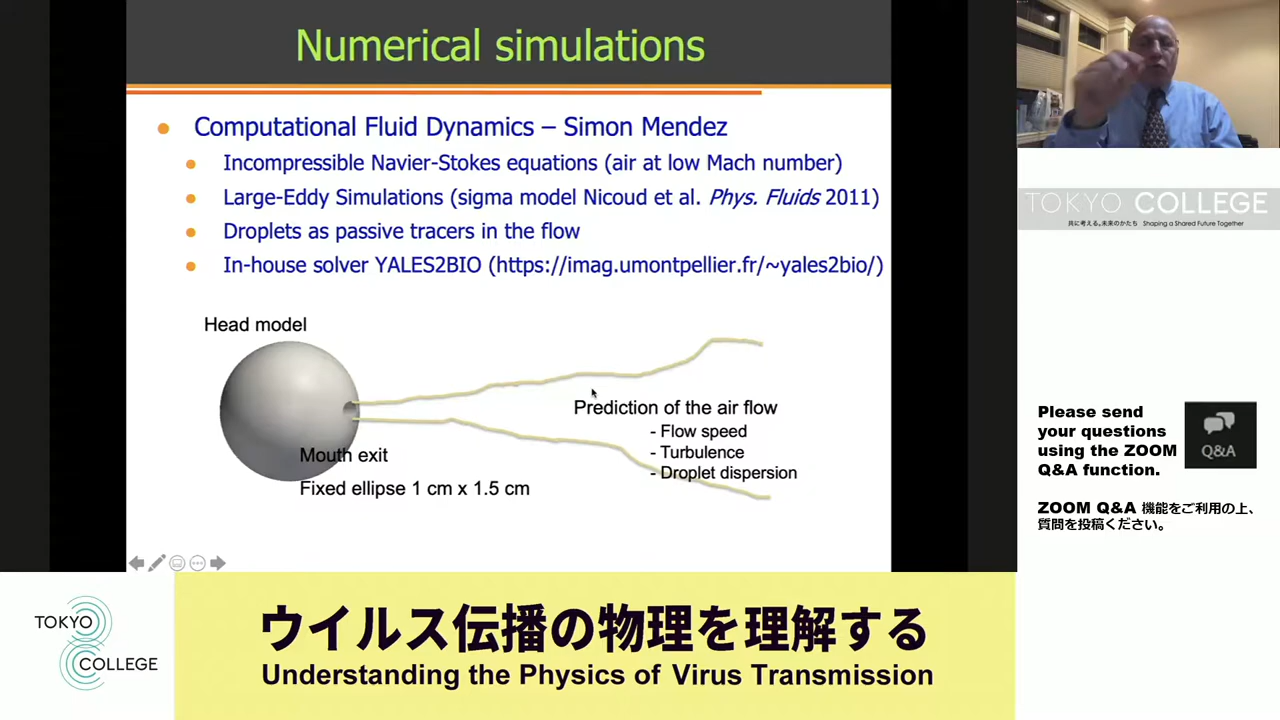 Numerical simulations
Computational Fluid Dynamics – Simon Mendez
Incompressible Navier-Stokes equations (air at low Mach number)
Large-Eddy Simulations (sigma model Nicoud et al. Phys. Fluids 2011)
Droplets as passive tracers in the flow
In-house solver YALES2BIO (https://imag.umontpellier.fr/~yales2bio/)
Head model
Prediction of the air flow
- Flow speed
- Turbulence
- Droplet dispersion
Mouth exit
Fixed ellipse 1 cm x 1.5 cm
TOKYO COLLEGE
共に考える、未来のかたち Shaping a Shared Future Together
Please send
your questions
using the ZOOM
Q&A function.
Q&A
ZOOM Q&A 機能をご利用の上、
質問を投稿ください。
TOKYO
COLLEGE
ウイルス伝播の物理を理解する
Understanding the Physics of Virus Transmission